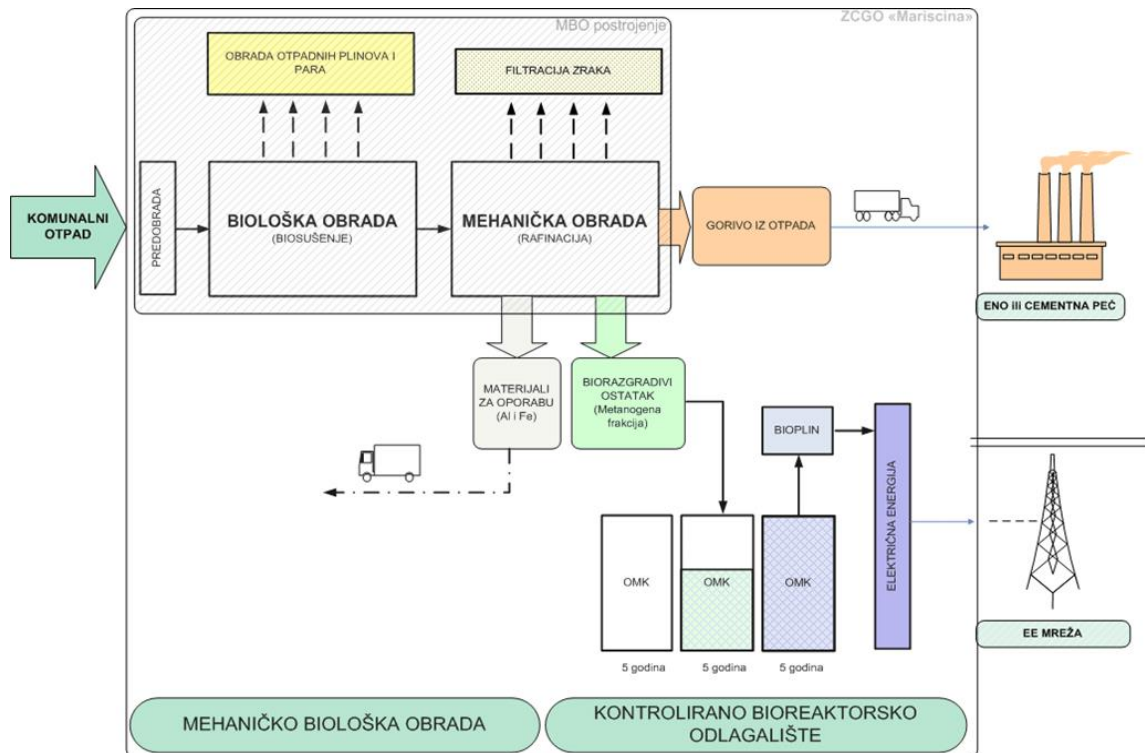 MBO postrojenje
ZCGO «Mariscina»
OBRADA OTPADNIH PLINOVA I
PARA
FILTRACIJA ZRAKA
KOMUNALNI
OTPAD
PREDOBRADA
BIOLOŠKA OBRADA
(BIOSUŠENJE)
MEHANIČKA OBRADA
(RAFINACIJA)
GORIVO IZ OTPADA
ENO ili CEMENTNA PEĆ
MATERIJALI
ZA OPORABU
(Al i Fe)
BIORAZGRADIVI
OSTATAK
(Metanogena
frakcija)
BIOPLIN
ELEKTRIČNA ENERGIJA
OMK
OMK
OMK
5 godina
5 godina
5 godina
EE MREŽA
MEHANIČKO BIOLOŠKA OBRADA
KONTROLIRANO BIOREAKTORSKO
ODLAGALIŠTE